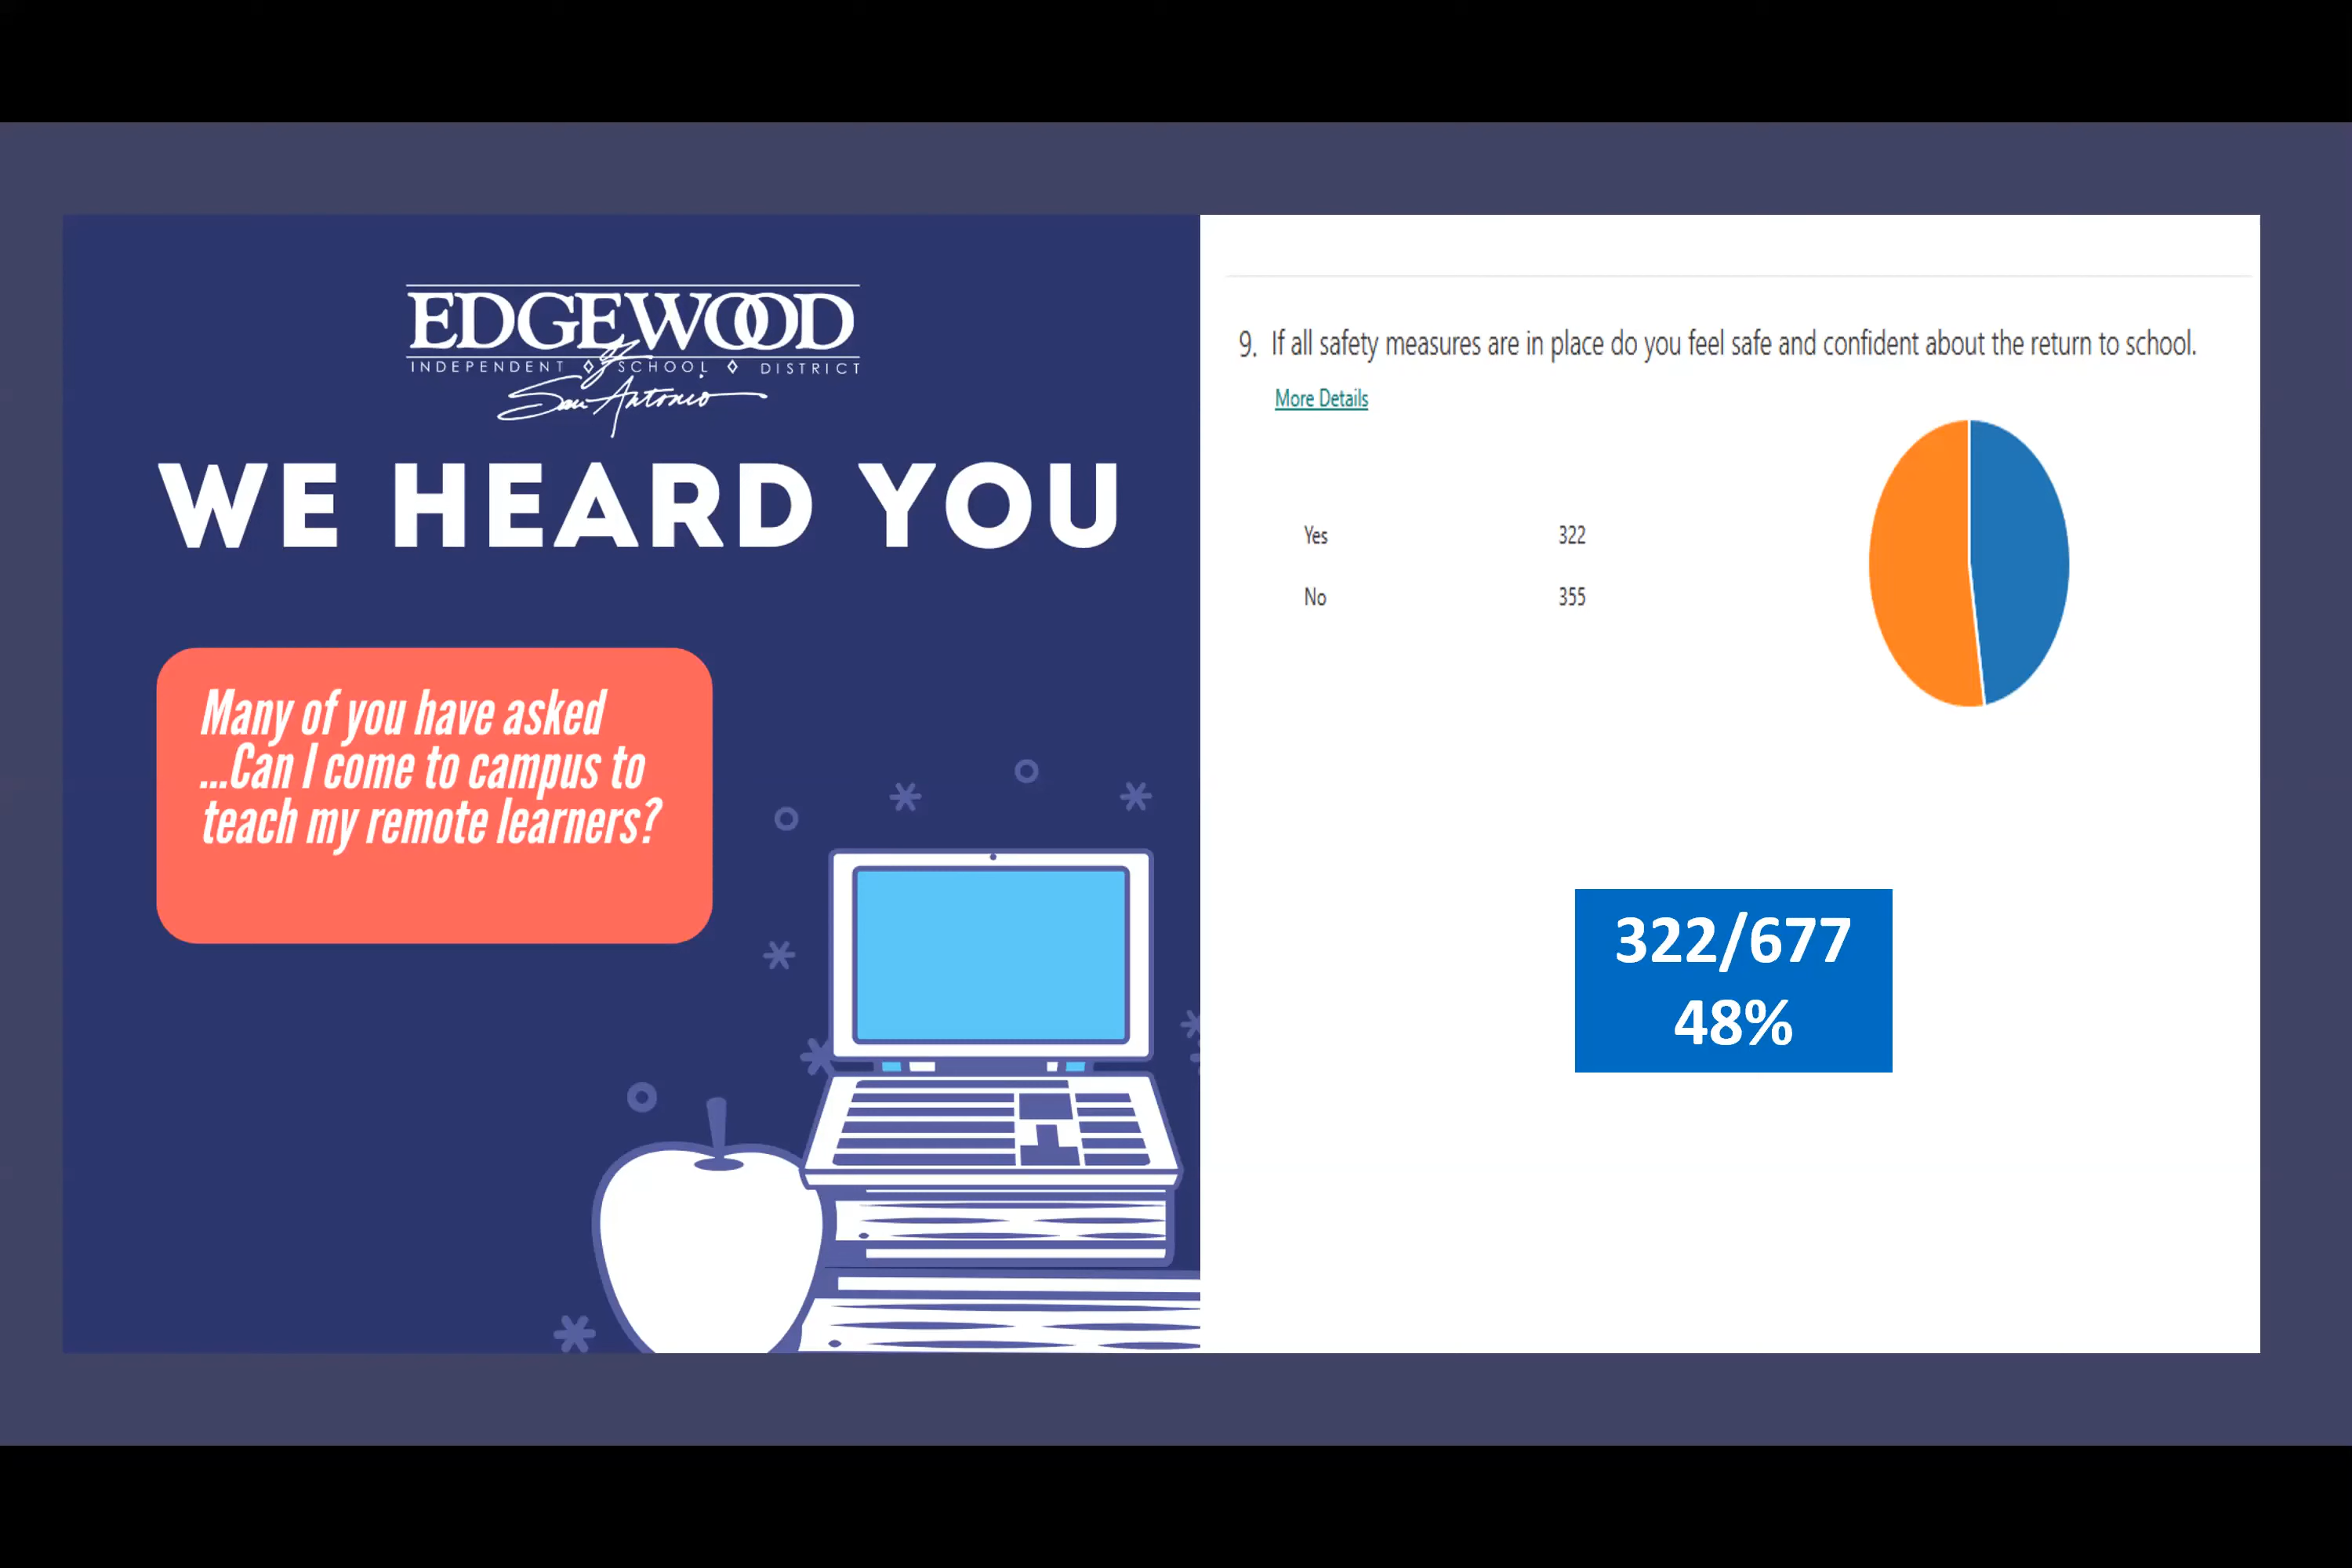 EDGEWOOD
INDEPENDENT SCHOOL DISTRICT
of
San Antonio
WE HEARD YOU
Many of you have asked
...Can I come to campus to
teach my remote learners?
9. If all safety measures are in place do you feel safe and confident about the return to school.
More Details
Yes 322
No 355
322/677
48%